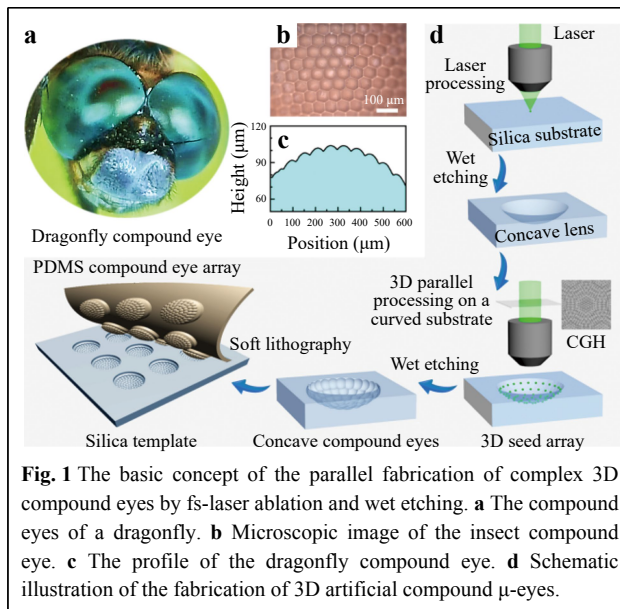 a
Dragonfly compound eye
b
100 μm
c
Height (μm)
120
90
60
0 100 200 300 400 500 600
Position (μm)
d
Laser
Laser
processing
Silica substrate
Wet
etching
Concave lens
3D parallel
processing on a
curved substrate
CGH
3D seed array
Wet etching
Concave compound eyes
Soft lithography
PDMS compound eye array
Silica template
Fig. 1 The basic concept of the parallel fabrication of complex 3D
compound eyes by fs-laser ablation and wet etching. a The compound
eyes of a dragonfly. b Microscopic image of the insect compound
eye. c The profile of the dragonfly compound eye. d Schematic
illustration of the fabrication of 3D artificial compound μ-eyes.